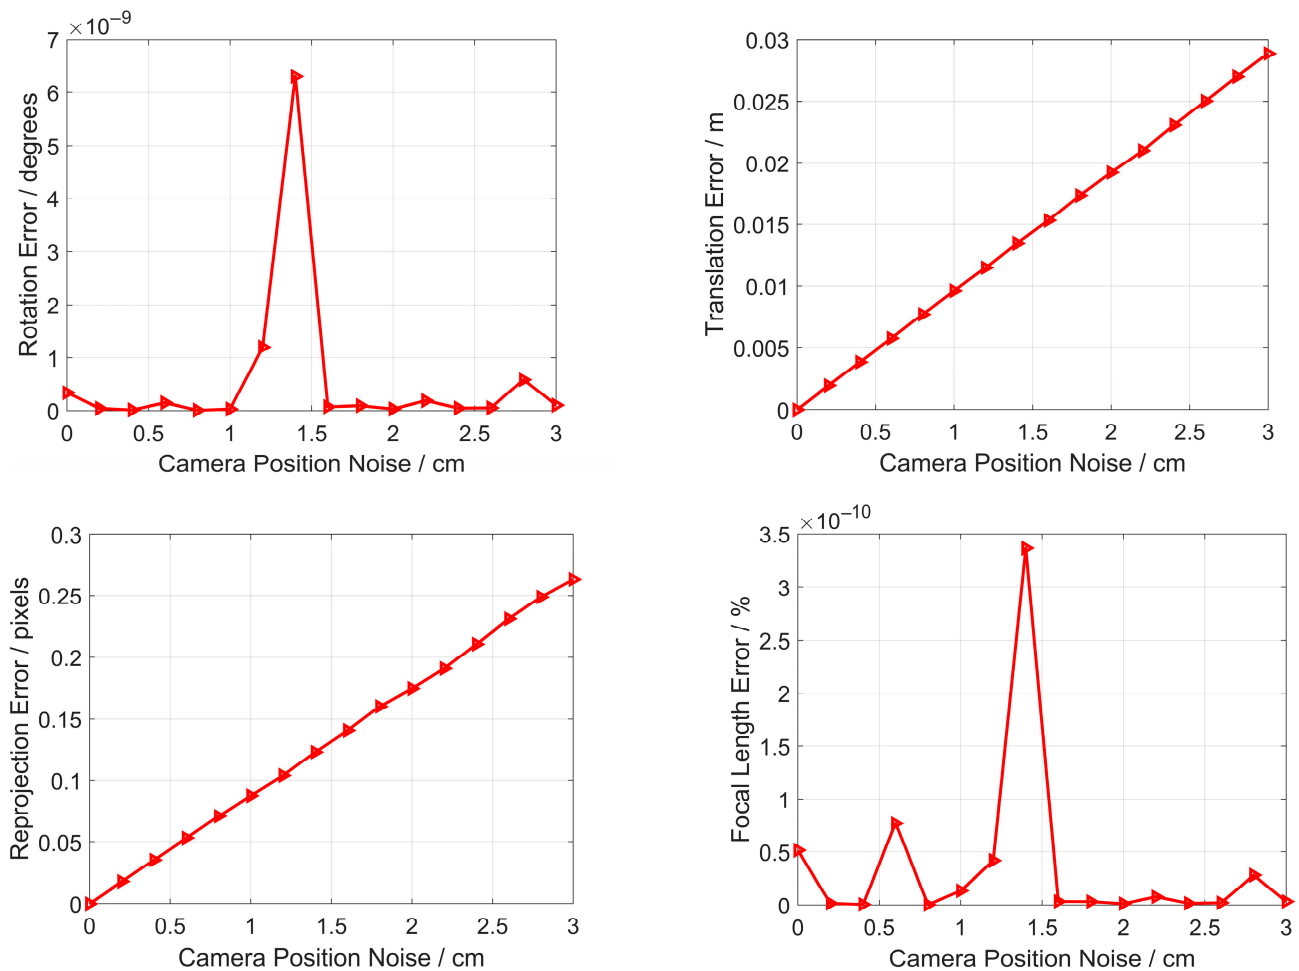 ×10⁻⁹
7
6
5
4
3
2
1
0
Rotation Error / degrees
0 0.5 1 1.5 2 2.5 3
Camera Position Noise / cm
0.03
0.025
0.02
0.015
0.01
0.005
0
Translation Error / m
0 0.5 1 1.5 2 2.5 3
Camera Position Noise / cm
0.3
0.25
0.2
0.15
0.1
0.05
0
Reprojection Error / pixels
0 0.5 1 1.5 2 2.5 3
Camera Position Noise / cm
×10⁻¹⁰
3.5
3
2.5
2
1.5
1
0.5
0
Focal Length Error / %
0 0.5 1 1.5 2 2.5 3
Camera Position Noise / cm